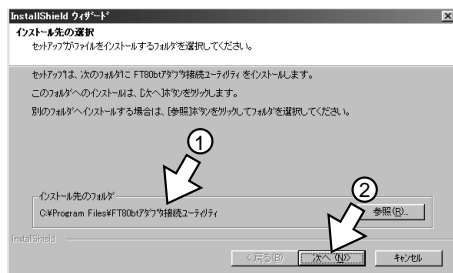 InstallShield ウィザード
インストール先の選択
セットアップがファイルをインストールするフォルダを選択してください。
セットアップは、次のフォルダに FT80btアダプタ接続ユーティリティ をインストールします。
このフォルダへのインストールは、[次へ]ボタンをクリックします。
別のフォルダへインストールする場合は、[参照]ボタンをクリックしてフォルダを選択してください。
①
インストール先のフォルダ
C:¥Program Files¥FT80btアダプタ接続ユーティリティ
②
参照(R)...
InstallShield
< 戻る(B)
次へ (N)>
キャンセル